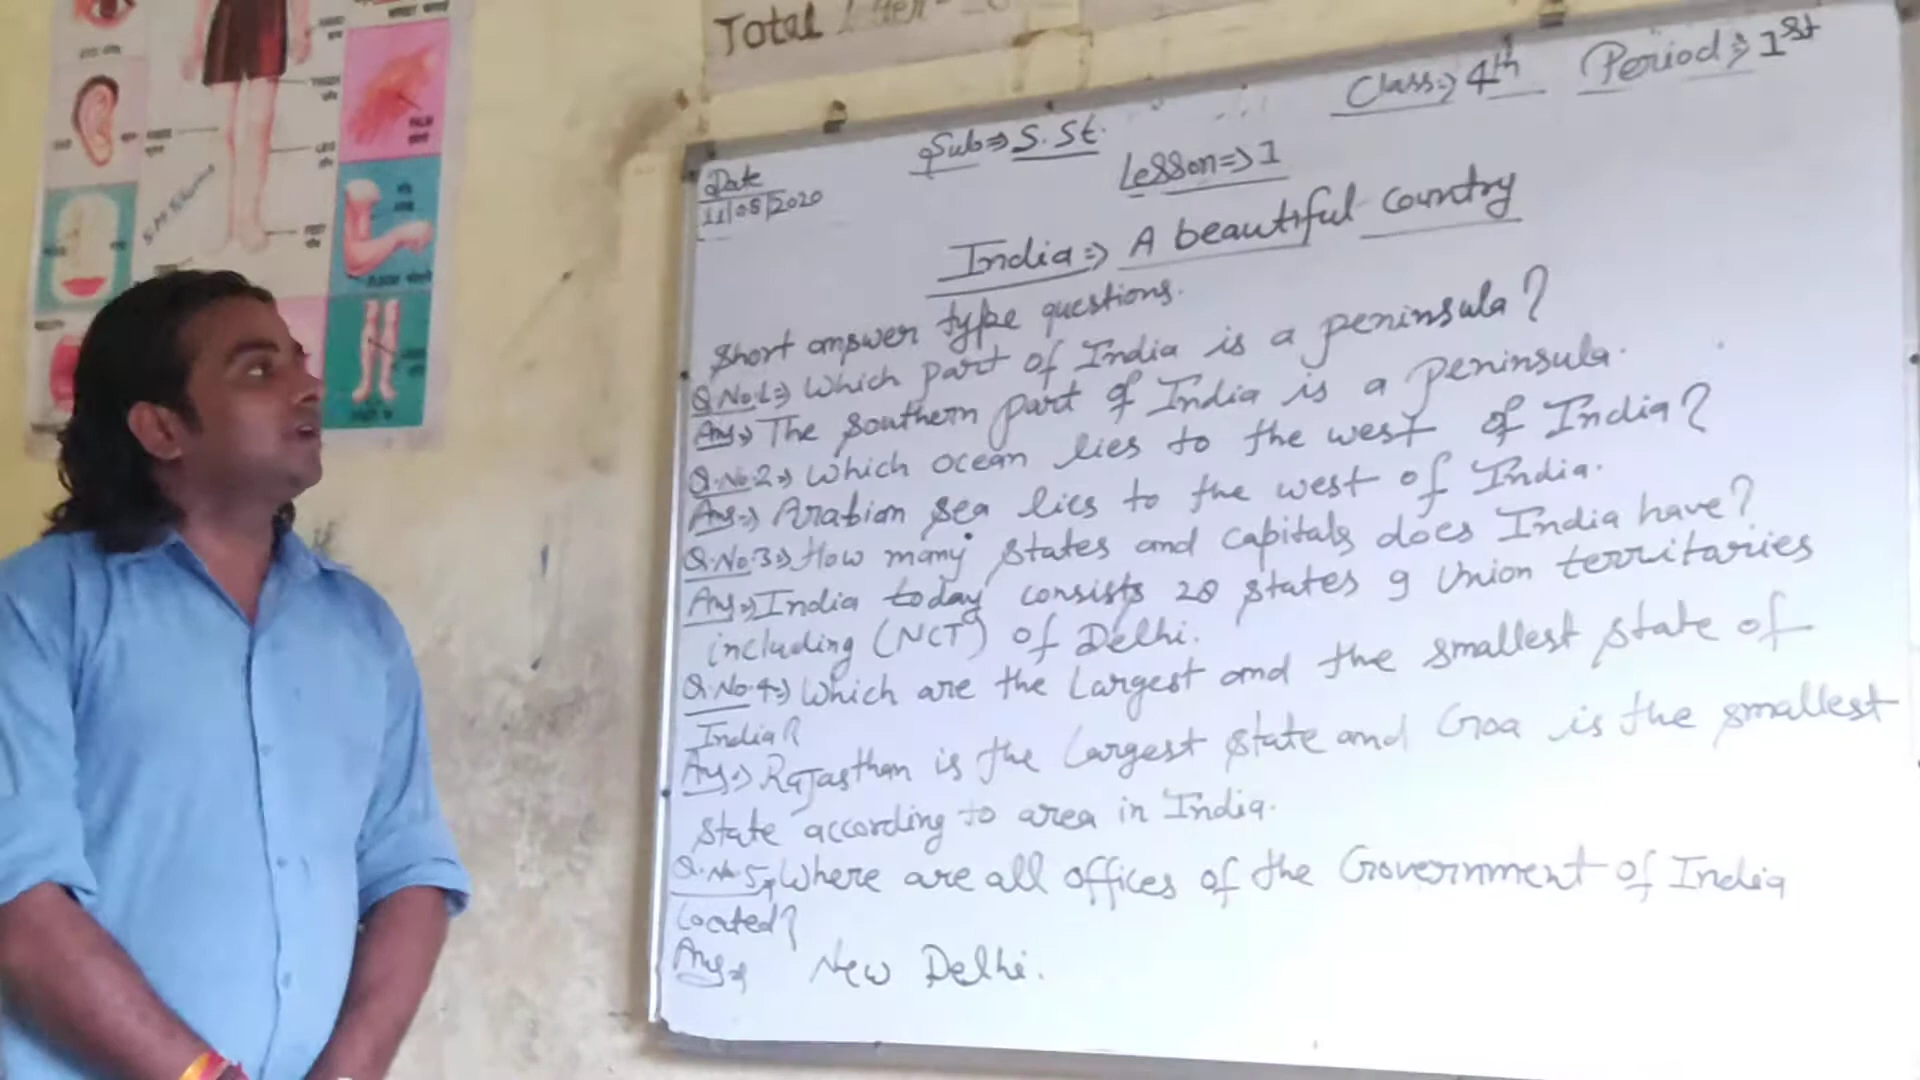 Total
Class:-> 4th Period:-> 1st
Sub=> S.St.
Date
11/05/2020
Lesson=>1
India:-> A beautiful country
Short answer type questions.
Q.No.1=> Which part of India is a peninsula?
Ans=> The southern part of India is a peninsula.
Q.No.2=> Which ocean lies to the west of India?
Ans=> Arabian sea lies to the west of India.
Q.No.3=> How many states and capitals does India have?
Ans=> India today consists 28 states 9 Union territaries
including (NCT) of Delhi.
Q.No.4=> Which are the Largest and the smallest state of
India?
Ans=> Rajasthan is the Largest state and Goa is the smallest
state according to area in India.
Q.No.5=> Where are all offices of the Government of India
Located?
Ans=> New Delhi.